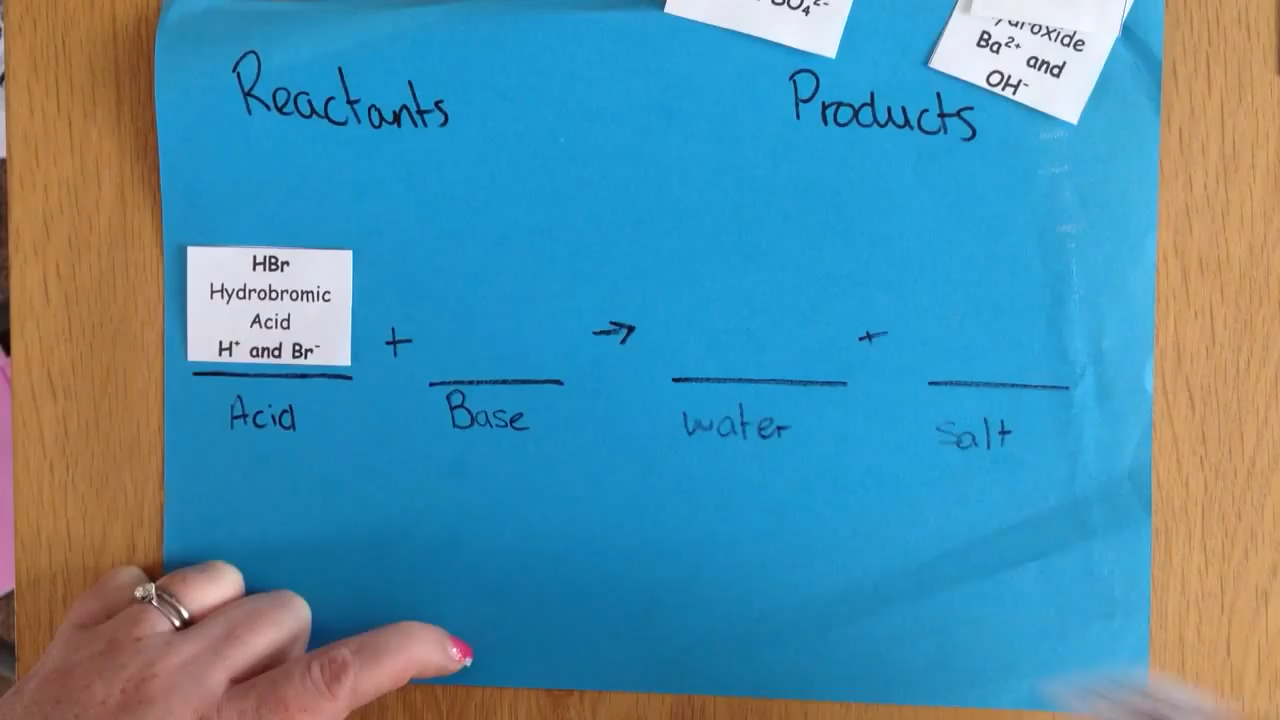 Ba²⁺ and
OH⁻
Reactants
Products
HBr
Hydrobromic
Acid
H⁺ and Br⁻
+
→
+
Acid
Base
water
salt